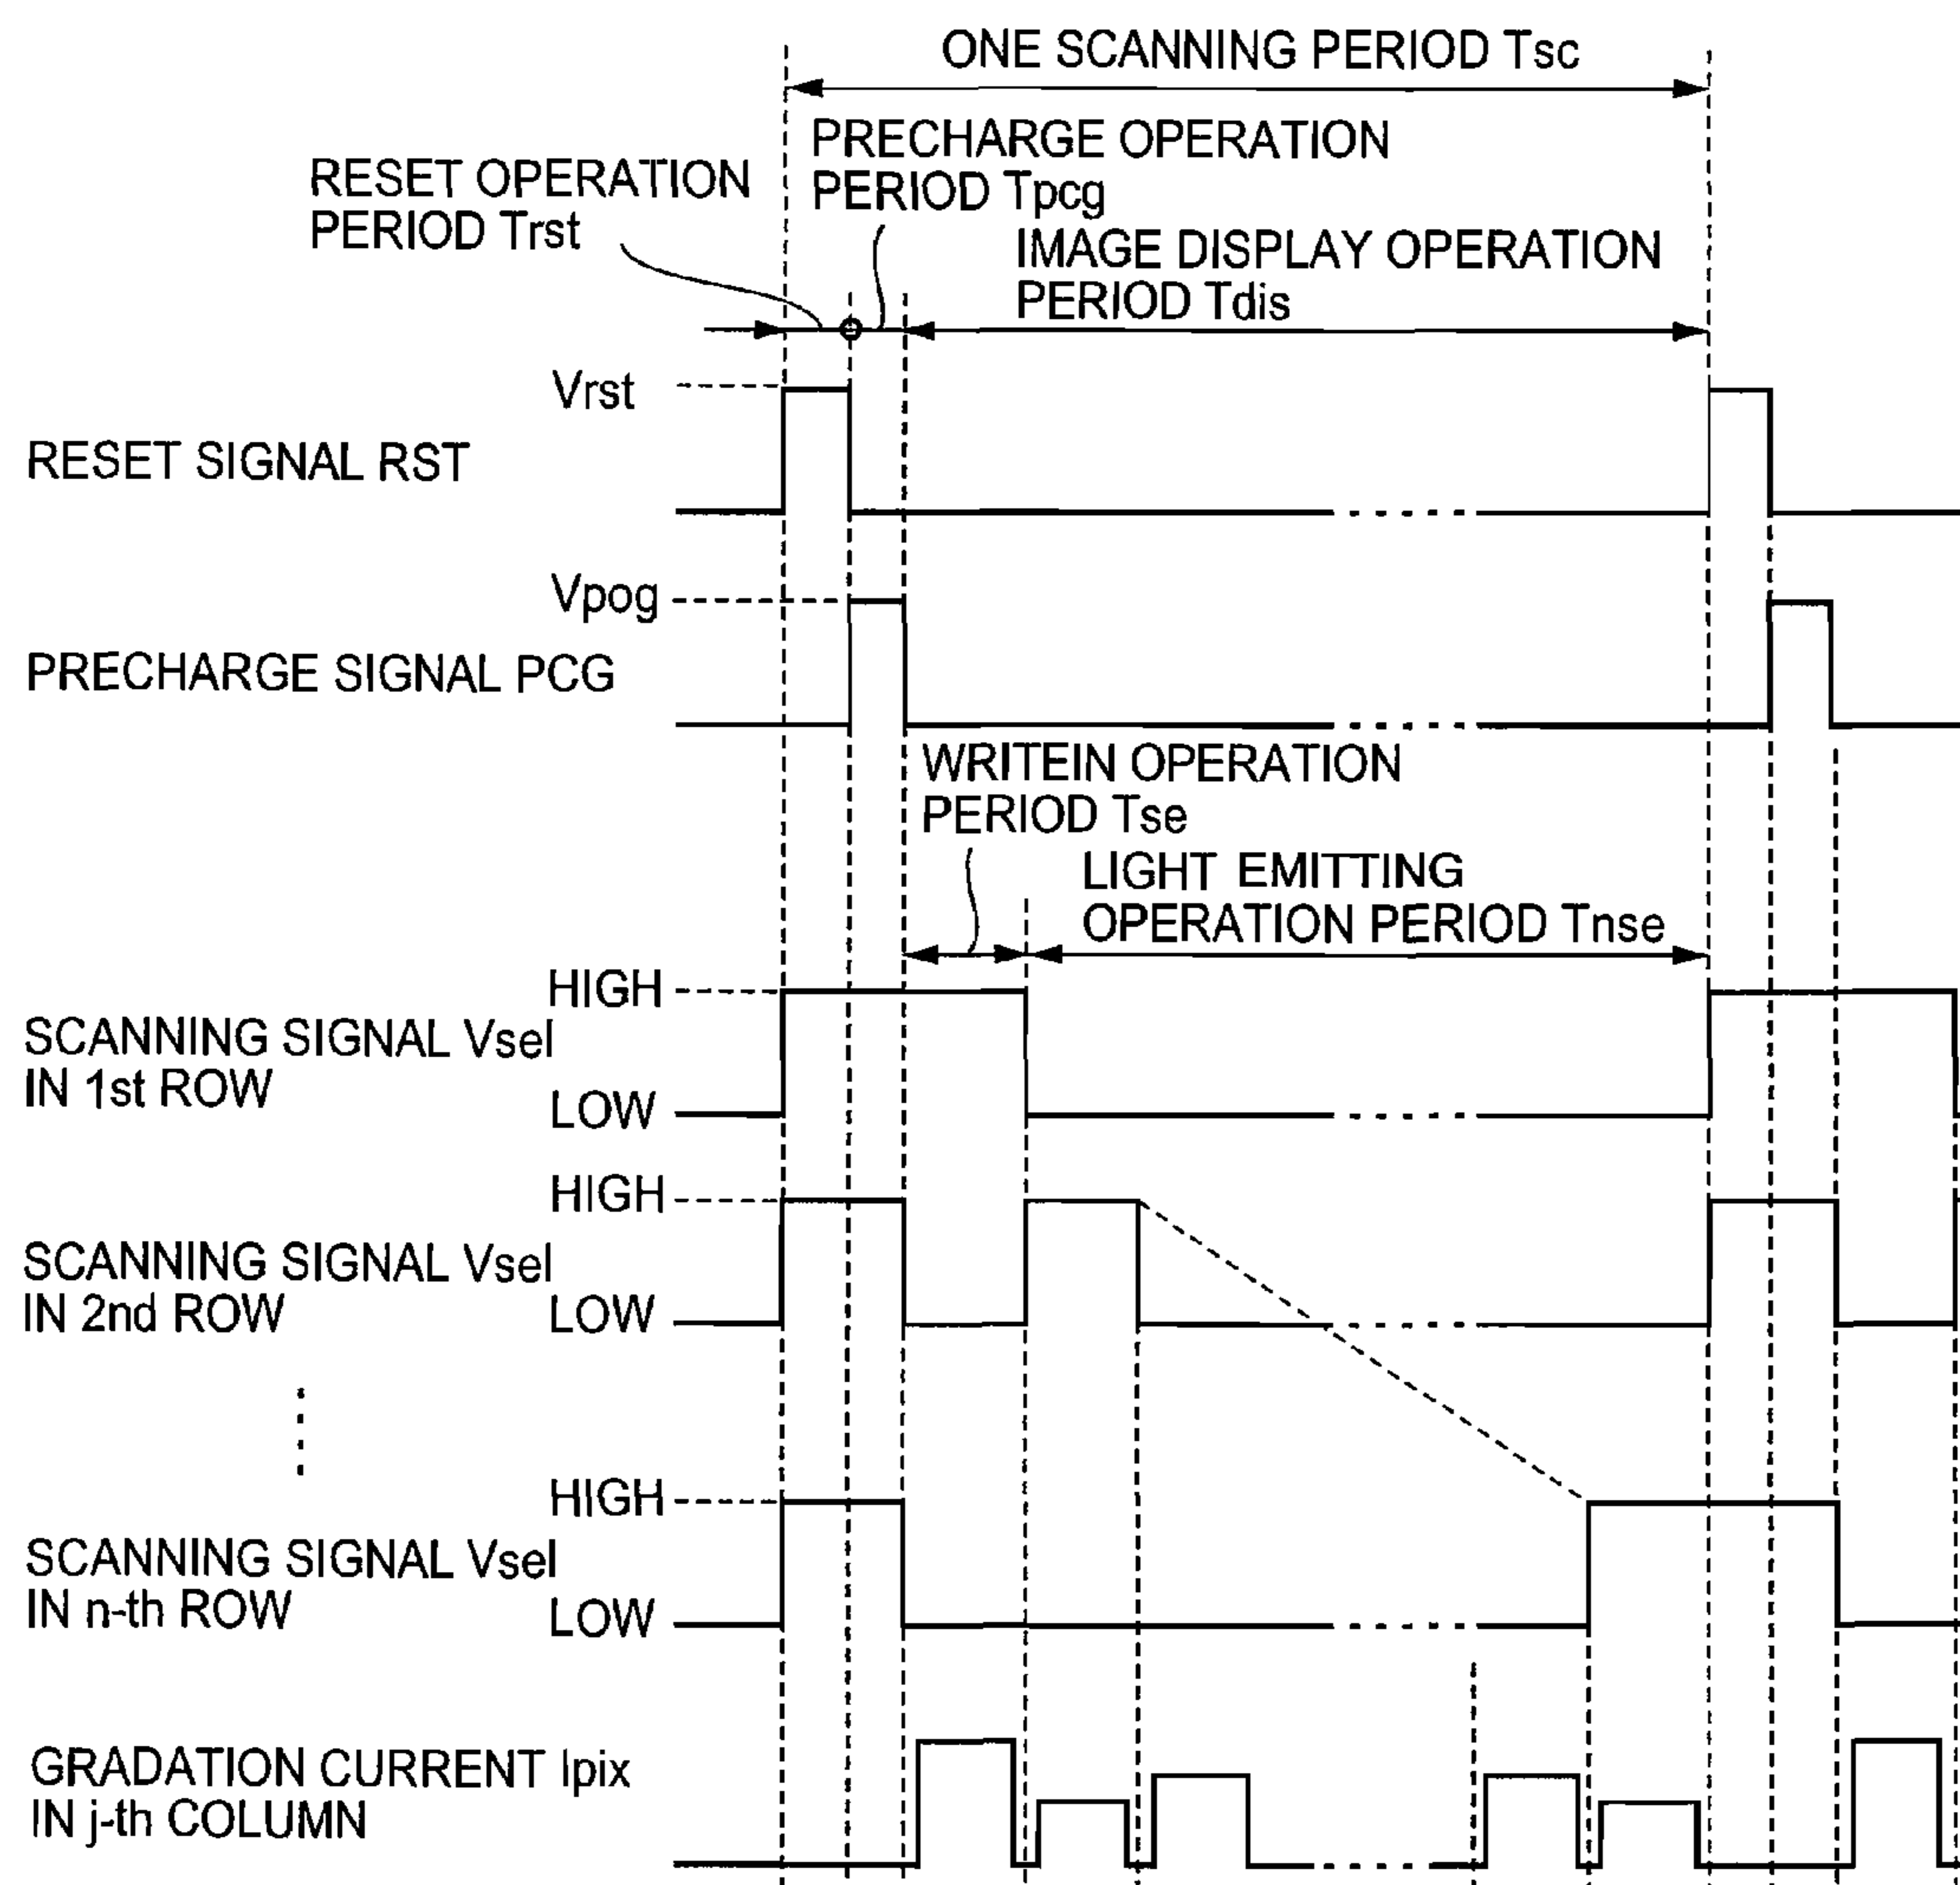 ONE SCANNING PERIOD Tsc
PRECHARGE OPERATION
PERIOD Tpcg
RESET OPERATION
PERIOD Trst
IMAGE DISPLAY OPERATION
PERIOD Tdis
Vrst
RESET SIGNAL RST
Vpog
PRECHARGE SIGNAL PCG
WRITEIN OPERATION
PERIOD Tse
LIGHT EMITTING
OPERATION PERIOD Tnse
HIGH
SCANNING SIGNAL Vsel
IN 1st ROW
LOW
HIGH
SCANNING SIGNAL Vsel
IN 2nd ROW
LOW
HIGH
SCANNING SIGNAL Vsel
IN n-th ROW
LOW
GRADATION CURRENT Ipix
IN j-th COLUMN